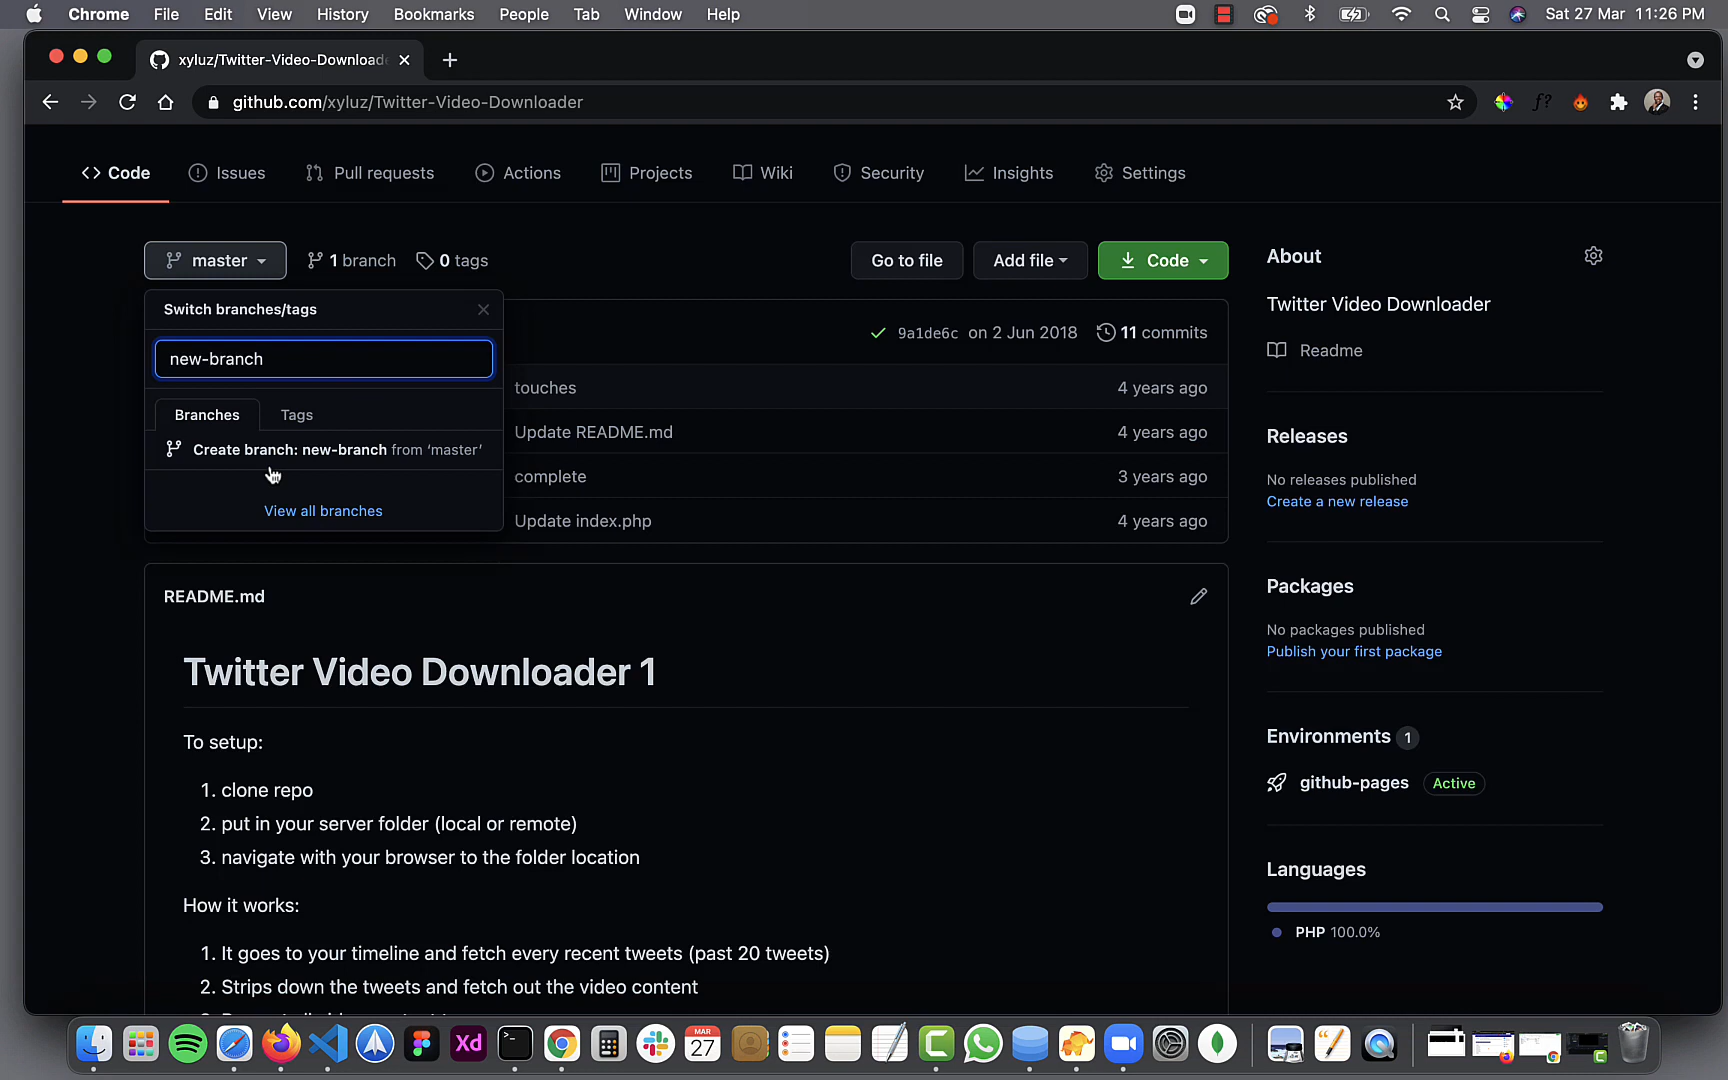 Chrome File Edit View History Bookmarks People Tab Window Help Sat 27 Mar 11:26 PM
xyluz/Twitter-Video-Download
github.com/xyluz/Twitter-Video-Downloader f?
<> Code Issues Pull requests Actions Projects Wiki Security Insights Settings
master 1 branch 0 tags Go to file Add file Code
About
Switch branches/tags
Twitter Video Downloader
9a1de6c on 2 Jun 2018 11 commits
new-branch
Readme
touches 4 years ago
Branches Tags
Update README.md 4 years ago
Releases
Create branch: new-branch from ‘master’
complete 3 years ago
No releases published
Create a new release
View all branches
Update index.php 4 years ago
Packages
README.md
No packages published
Publish your first package
Twitter Video Downloader 1
To setup:
Environments 1
1. clone repo
github-pages Active
2. put in your server folder (local or remote)
3. navigate with your browser to the folder location
Languages
How it works:
PHP 100.0%
1. It goes to your timeline and fetch every recent tweets (past 20 tweets)
2. Strips down the tweets and fetch out the video content
Xd
MAR
27